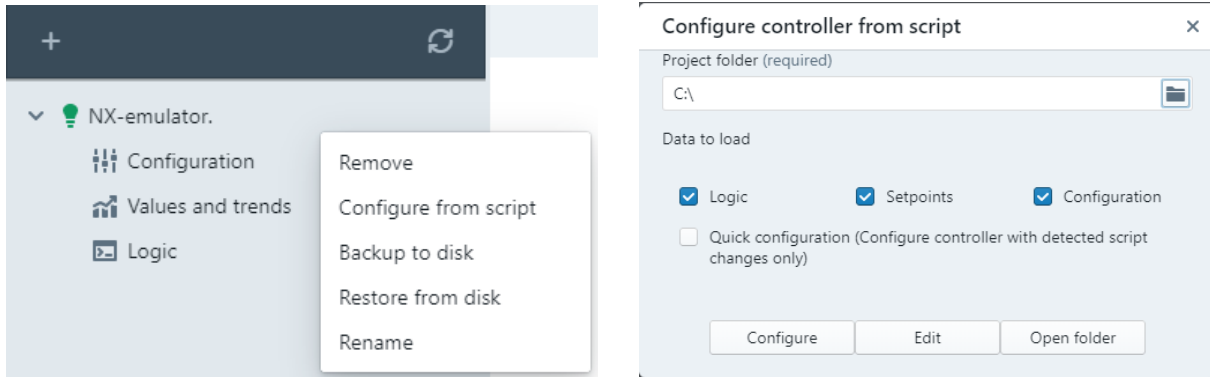 +
NX-emulator.
Configuration
Values and trends
Logic
Remove
Configure from script
Backup to disk
Restore from disk
Rename
Configure controller from script ×
Project folder (required)
C:\
Data to load
Logic Setpoints Configuration
Quick configuration (Configure controller with detected script
changes only)
Configure Edit Open folder